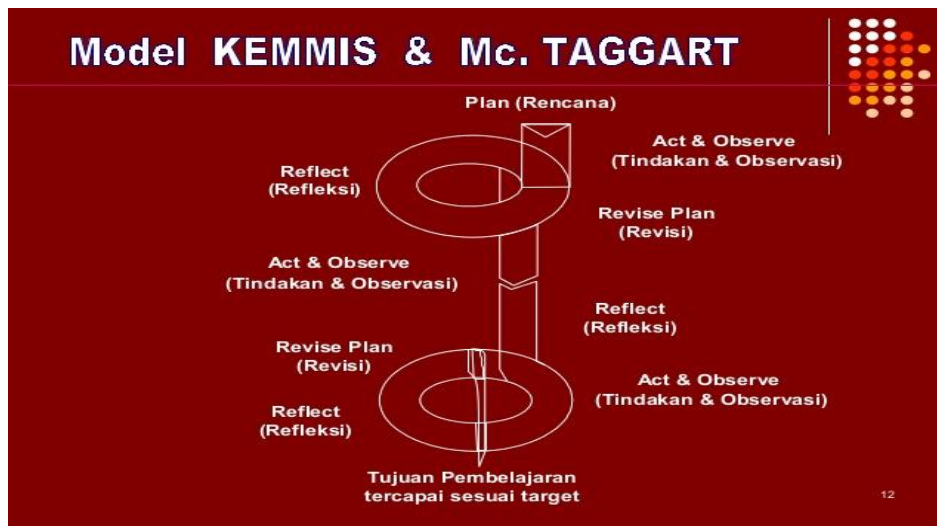 Model KEMMIS & Mc. TAGGART
Plan (Rencana)
Act & Observe
(Tindakan & Observasi)
Reflect
(Refleksi)
Revise Plan
(Revisi)
Act & Observe
(Tindakan & Observasi)
Reflect
(Refleksi)
Revise Plan
(Revisi)
Act & Observe
(Tindakan & Observasi)
Reflect
(Refleksi)
Tujuan Pembelajaran
tercapai sesuai target
12